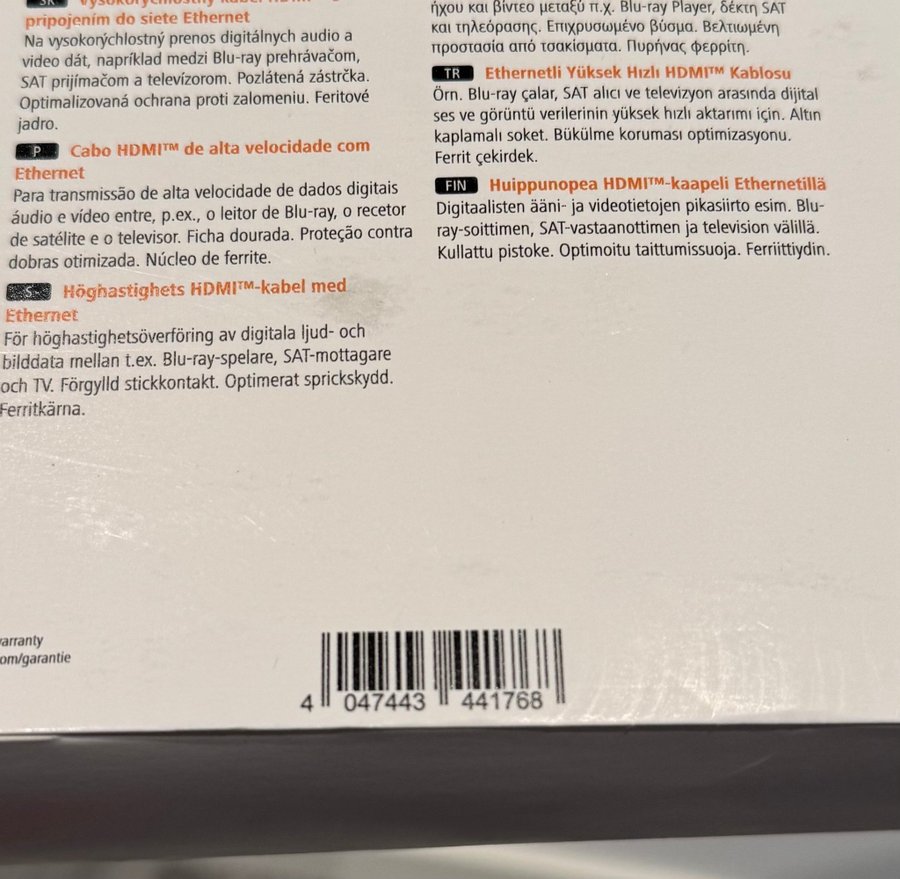 SK Vysokorýchlostný kábel HDMI™ s
pripojením do siete Ethernet
Na vysokorýchlostný prenos digitálnych audio a
video dát, napríklad medzi Blu-ray prehrávačom,
SAT prijímačom a televízorom. Pozlátená zástrčka.
Optimalizovaná ochrana proti zalomeniu. Feritové
jadro.
P Cabo HDMI™ de alta velocidade com
Ethernet
Para transmissão de alta velocidade de dados digitais
áudio e vídeo entre, p.ex., o leitor de Blu-ray, o recetor
de satélite e o televisor. Ficha dourada. Proteção contra
dobras otimizada. Núcleo de ferrite.
S Höghastighets HDMI™-kabel med
Ethernet
För höghastighetsöverföring av digitala ljud- och
bilddata mellan t.ex. Blu-ray-spelare, SAT-mottagare
och TV. Förgylld stickkontakt. Optimerat sprickskydd.
Ferritkärna.
ήχου και βίντεο μεταξύ π.χ. Blu-ray Player, δέκτη SAT
και τηλεόρασης. Επιχρυσωμένο βύσμα. Βελτιωμένη
προστασία από τσακίσματα. Πυρήνας φερρίτη.
TR Ethernetli Yüksek Hızlı HDMI™ Kablosu
Örn. Blu-ray çalar, SAT alıcı ve televizyon arasında dijital
ses ve görüntü verilerinin yüksek hızlı aktarımı için. Altın
kaplamalı soket. Bükülme koruması optimizasyonu.
Ferrit çekirdek.
FIN Huippunopea HDMI™-kaapeli Ethernetillä
Digitaalisten ääni- ja videotietojen pikasiirto esim. Blu-
ray-soittimen, SAT-vastaanottimen ja television välillä.
Kullattu pistoke. Optimoitu taittumissuoja. Ferriittiydin.
arranty
om/garantie
4 047443 441768